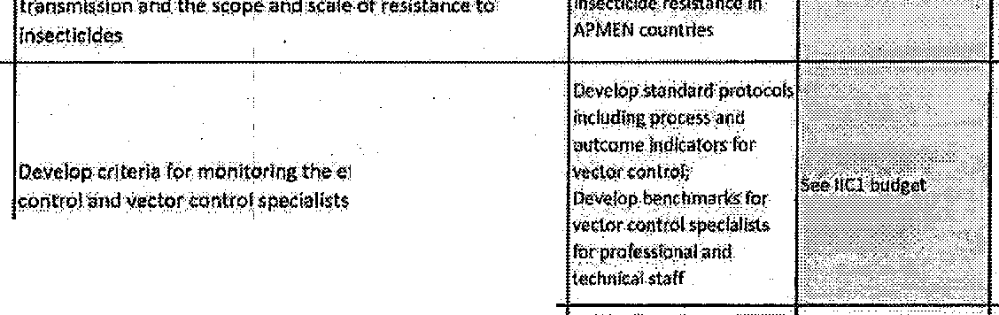 transmission and the scope and scale of resistance to
insecticides
insecticide resistance in
APMEN countries
Develop criteria for monitoring the
control and vector control specialists
Develop standard protocols
including process and
outcome indicators for
vector control;
Develop benchmarks for
vector control specialists
for professional and
technical staff
See IIC1 budget